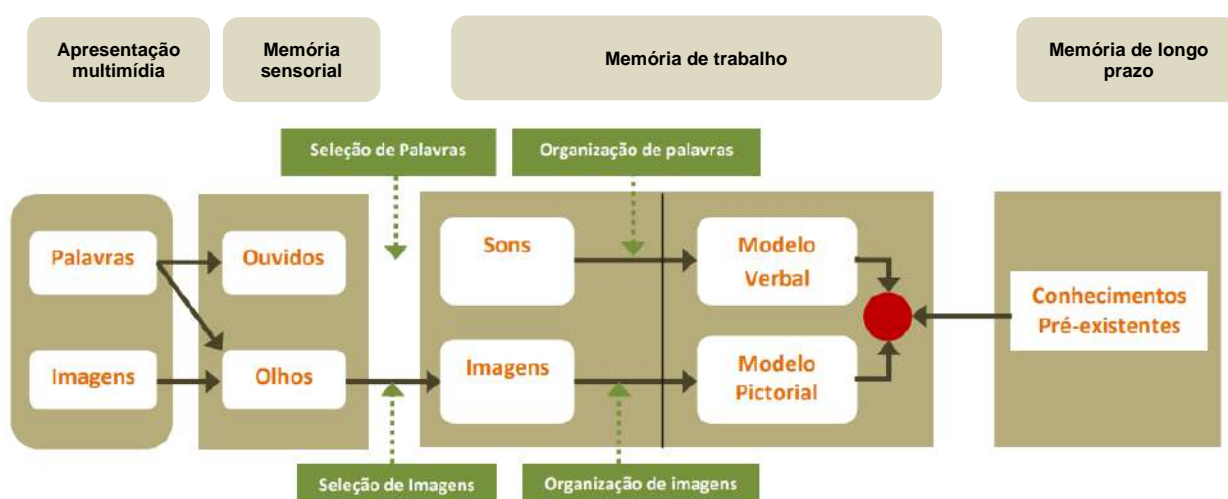 Apresentação
multimídia
Memória
sensorial
Memória de trabalho
Memória de longo
prazo
Seleção de Palavras
Organização de palavras
Palavras
Ouvidos
Sons
Modelo
Verbal
Conhecimentos
Pré-existentes
Imagens
Olhos
Imagens
Modelo
Pictorial
Seleção de Imagens
Organização de imagens